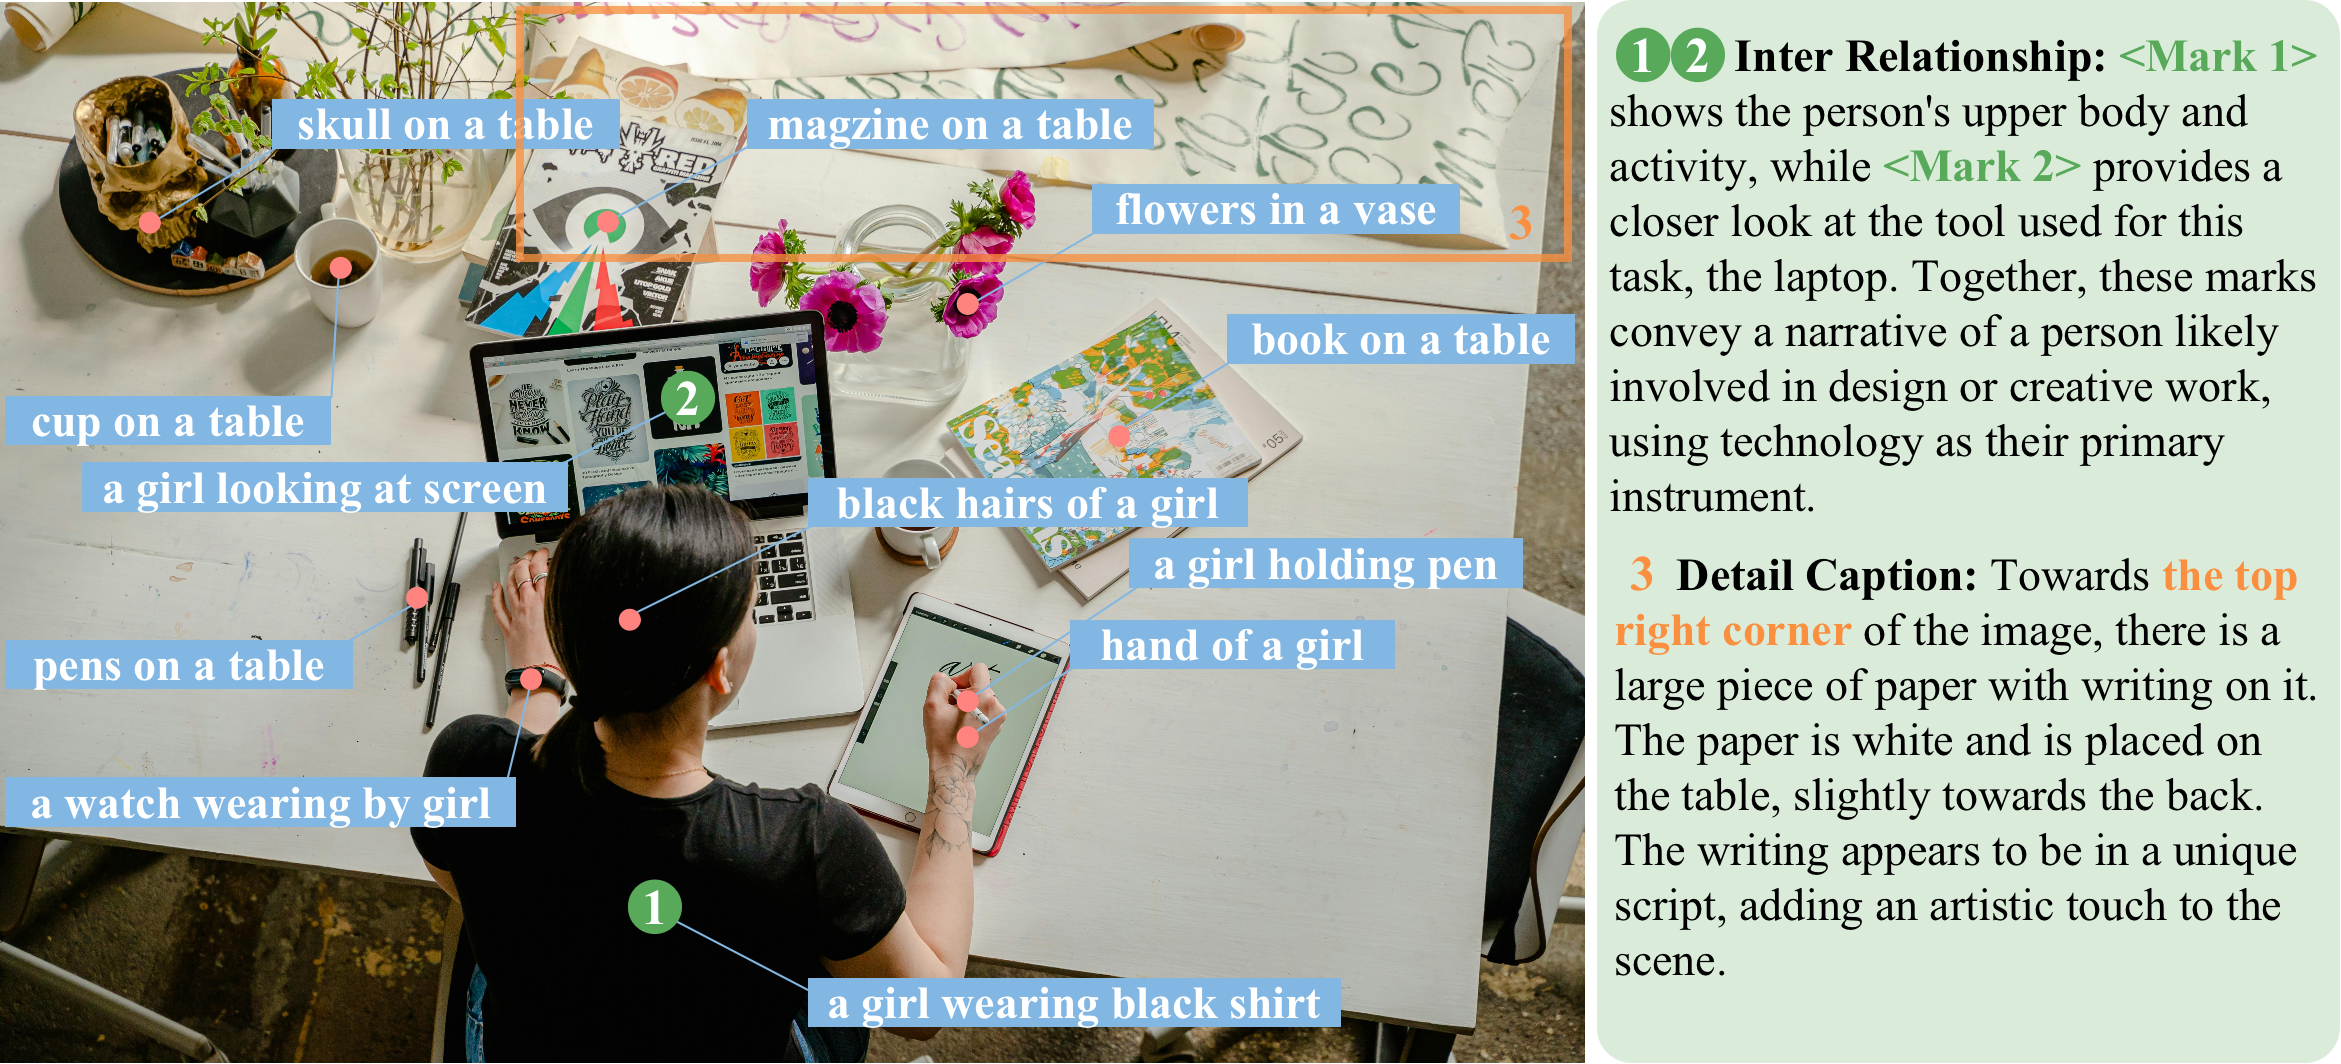 skull on a table
magzine on a table
flowers in a vase
3
RED
book on a table
2
NEVER
KNOW
cup on a table
a girl looking at screen
black hairs of a girl
a girl holding pen
hand of a girl
pens on a table
a watch wearing by girl
1
a girl wearing black shirt
1 2 Inter Relationship: <Mark 1>
shows the person's upper body and
activity, while <Mark 2> provides a
closer look at the tool used for this
task, the laptop. Together, these marks
convey a narrative of a person likely
involved in design or creative work,
using technology as their primary
instrument.
3 Detail Caption: Towards the top
right corner of the image, there is a
large piece of paper with writing on it.
The paper is white and is placed on
the table, slightly towards the back.
The writing appears to be in a unique
script, adding an artistic touch to the
scene.